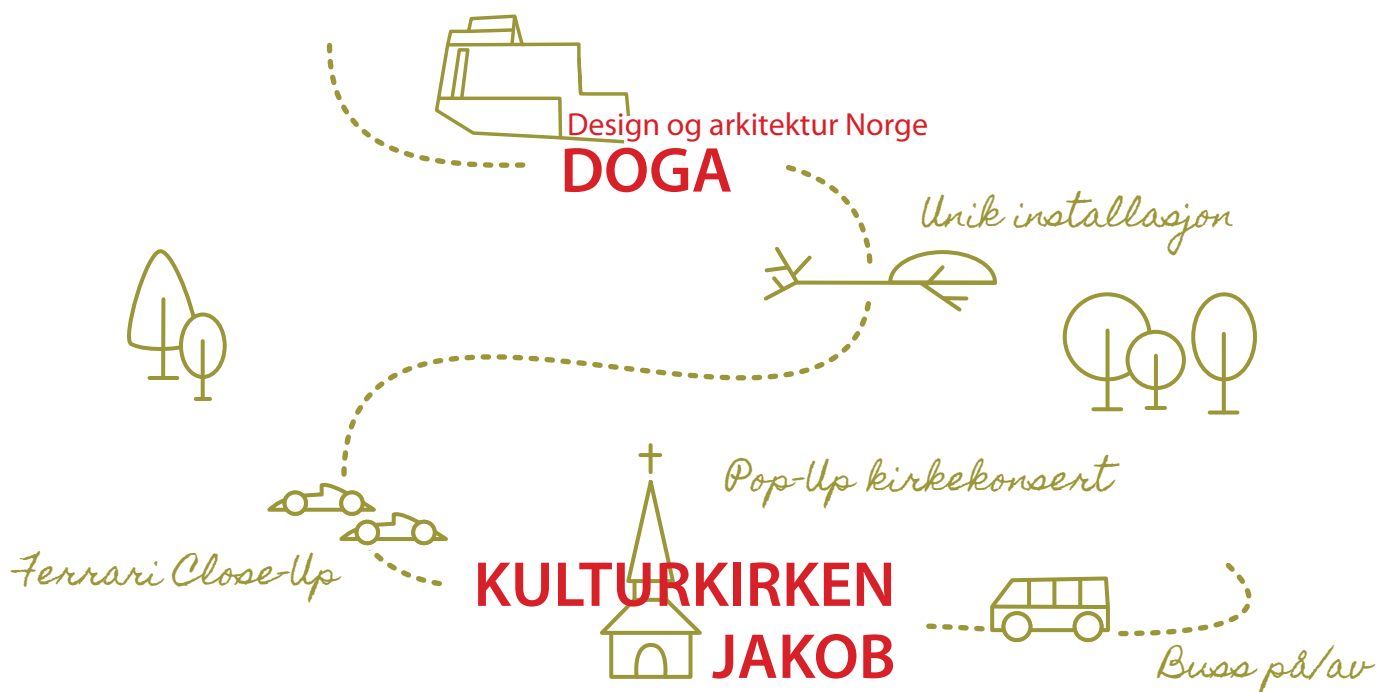 Design og arkitektur Norge
DOGA
Unik installasjon
Pop-Up kirkekonsert
Ferrari Close-Up
KULTURKIRKEN
JAKOB
Buss på/av